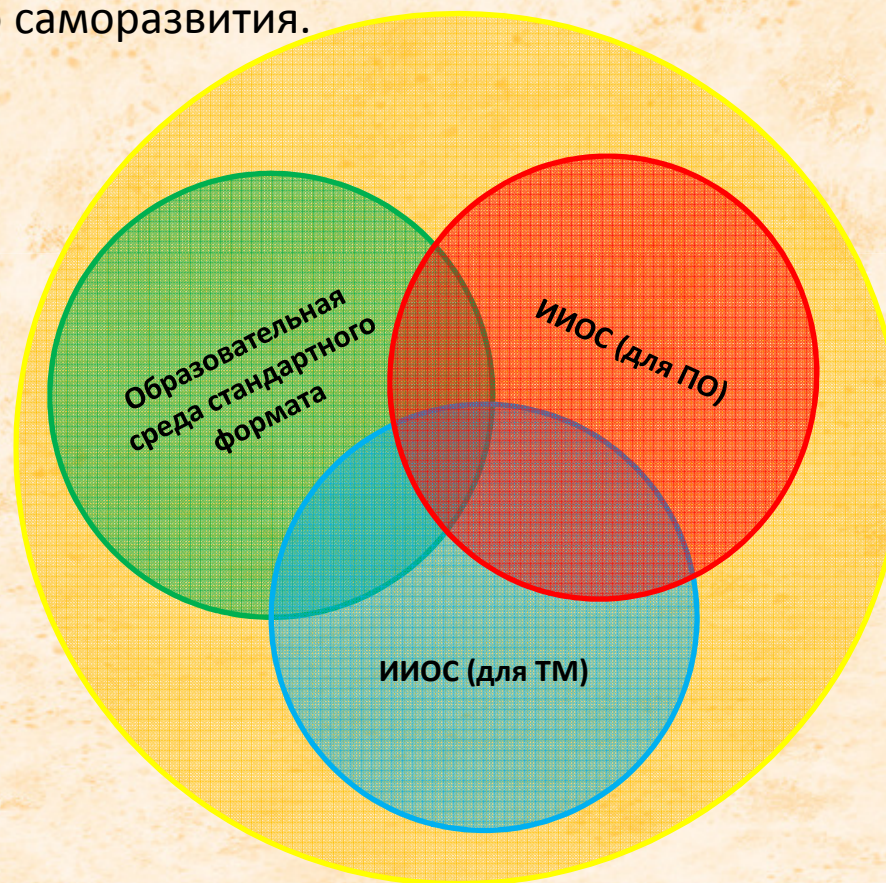 саморазвития.
Образовательная
среда стандартного
формата
ИИОС (для ПО)
ИИОС (для ТМ)